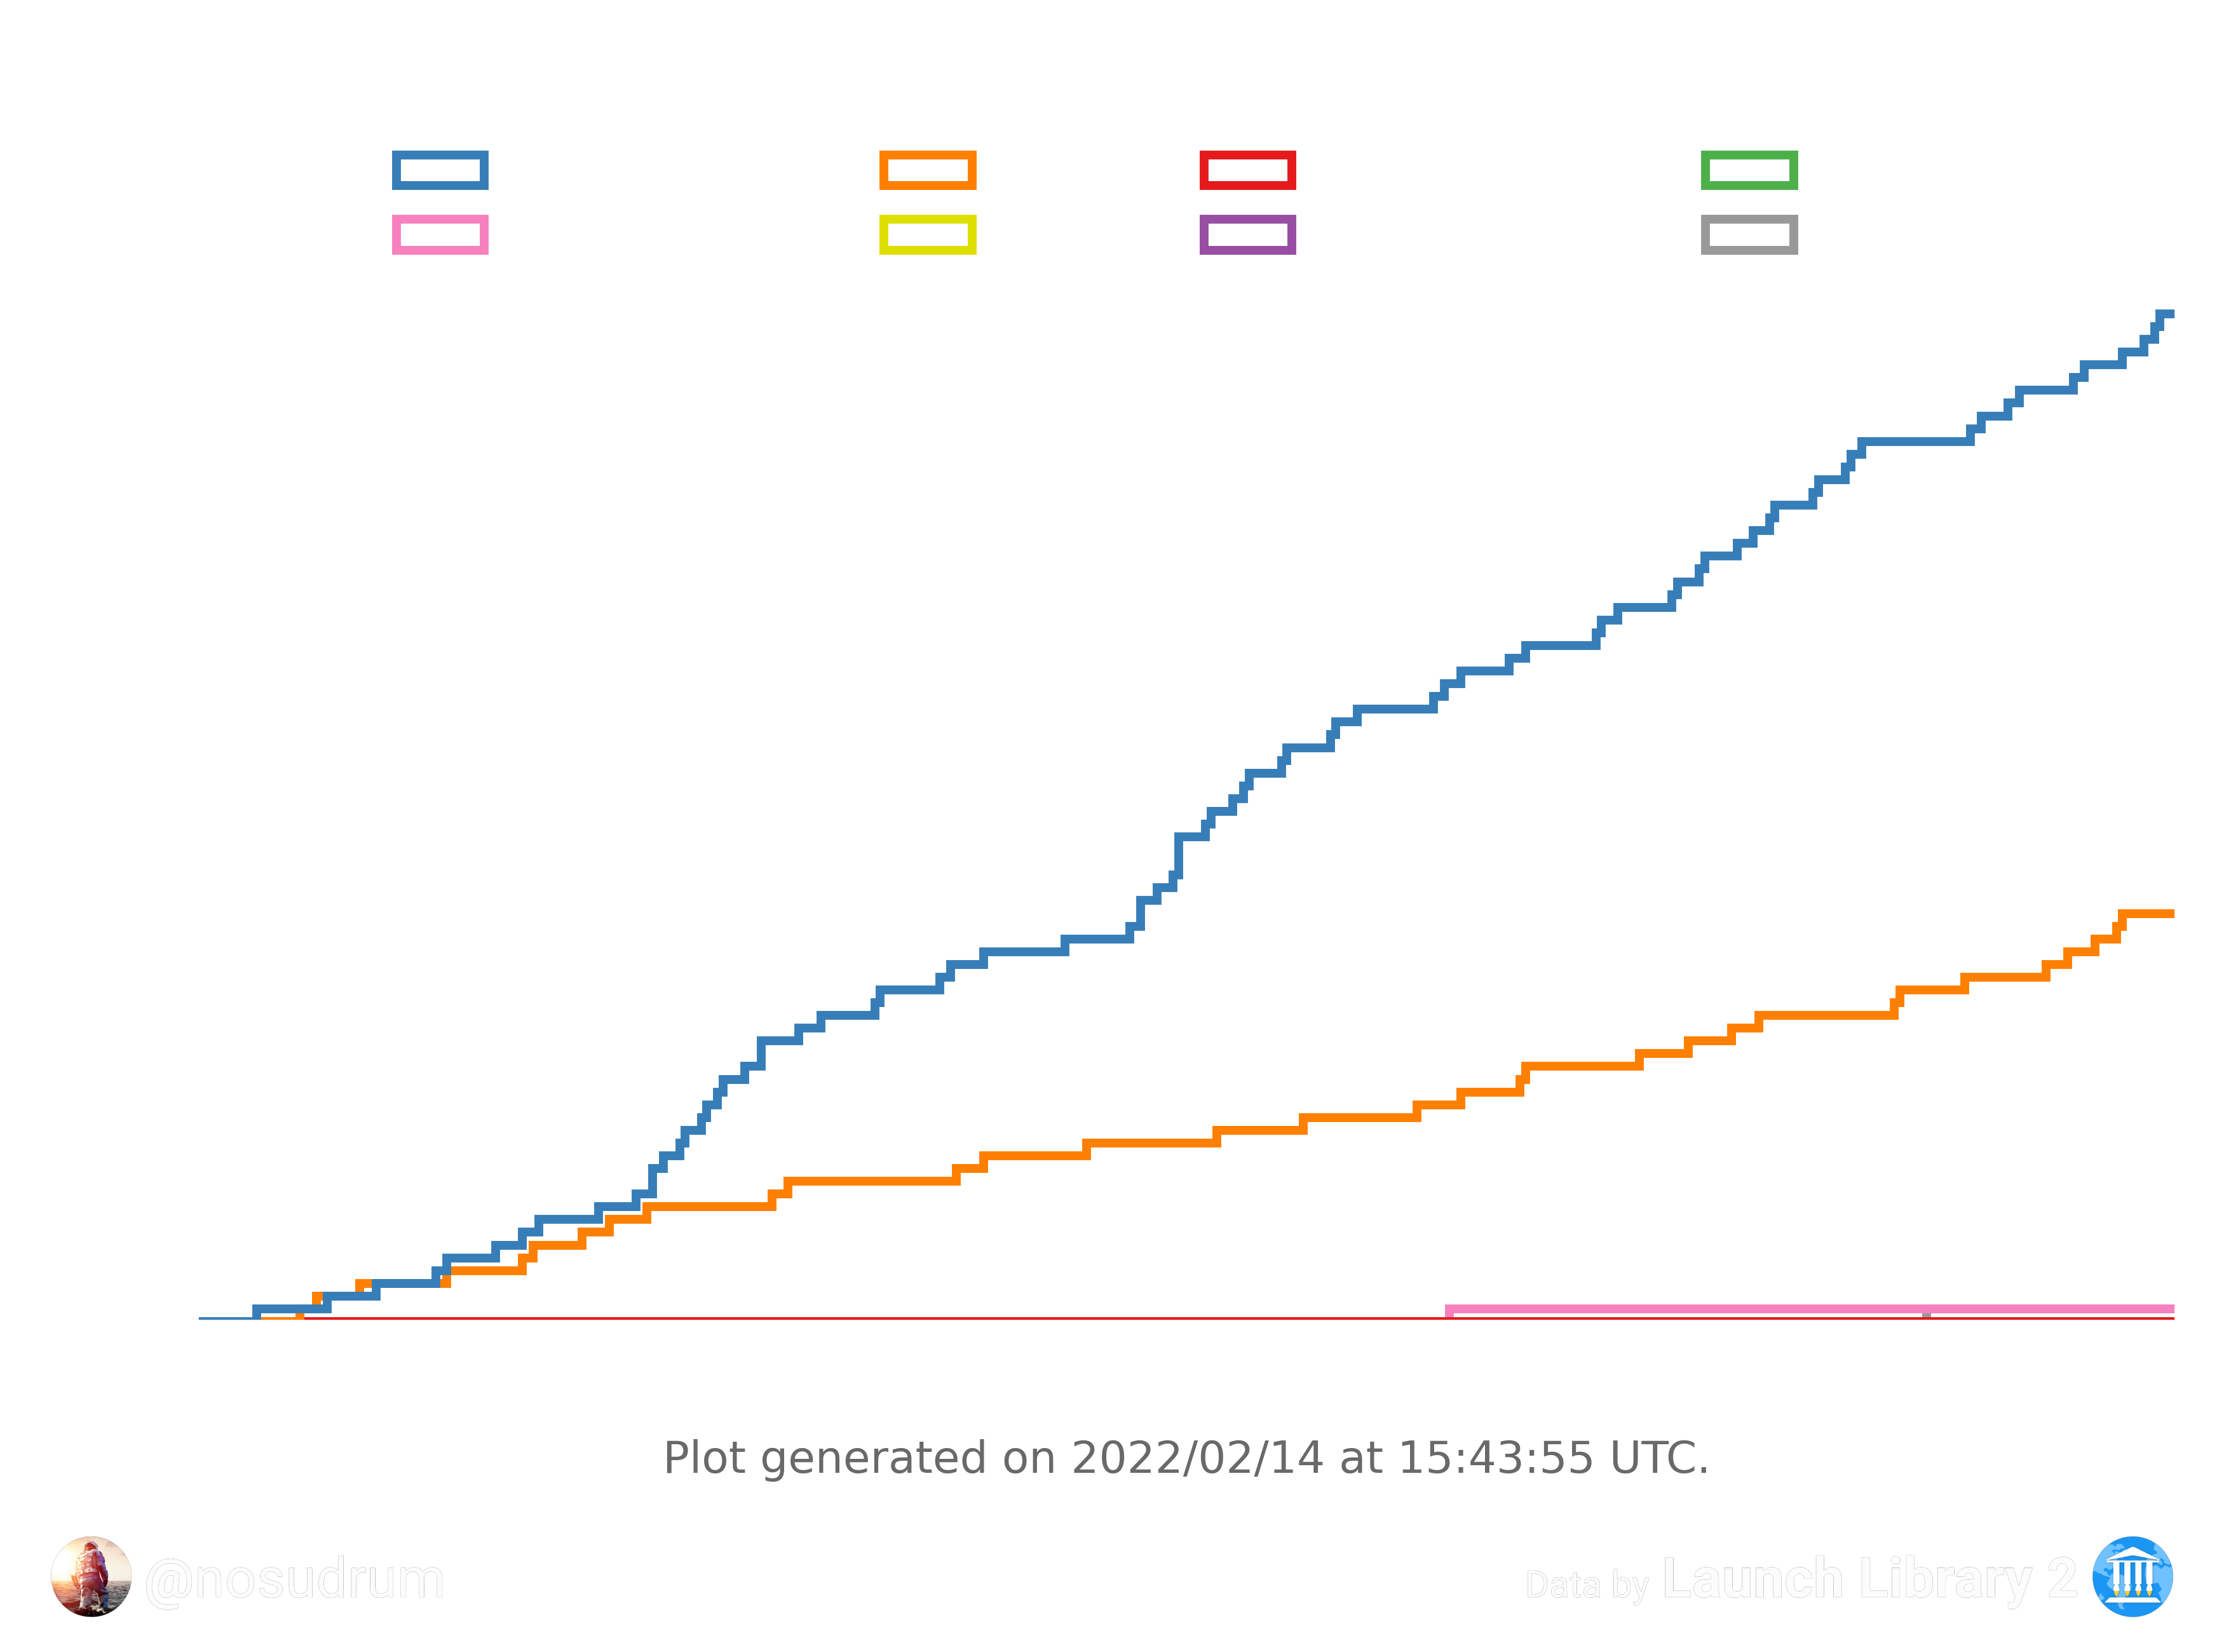 Plot generated on 2022/02/14 at 15:43:55 UTC.
@nosudrum
Data by Launch Library 2